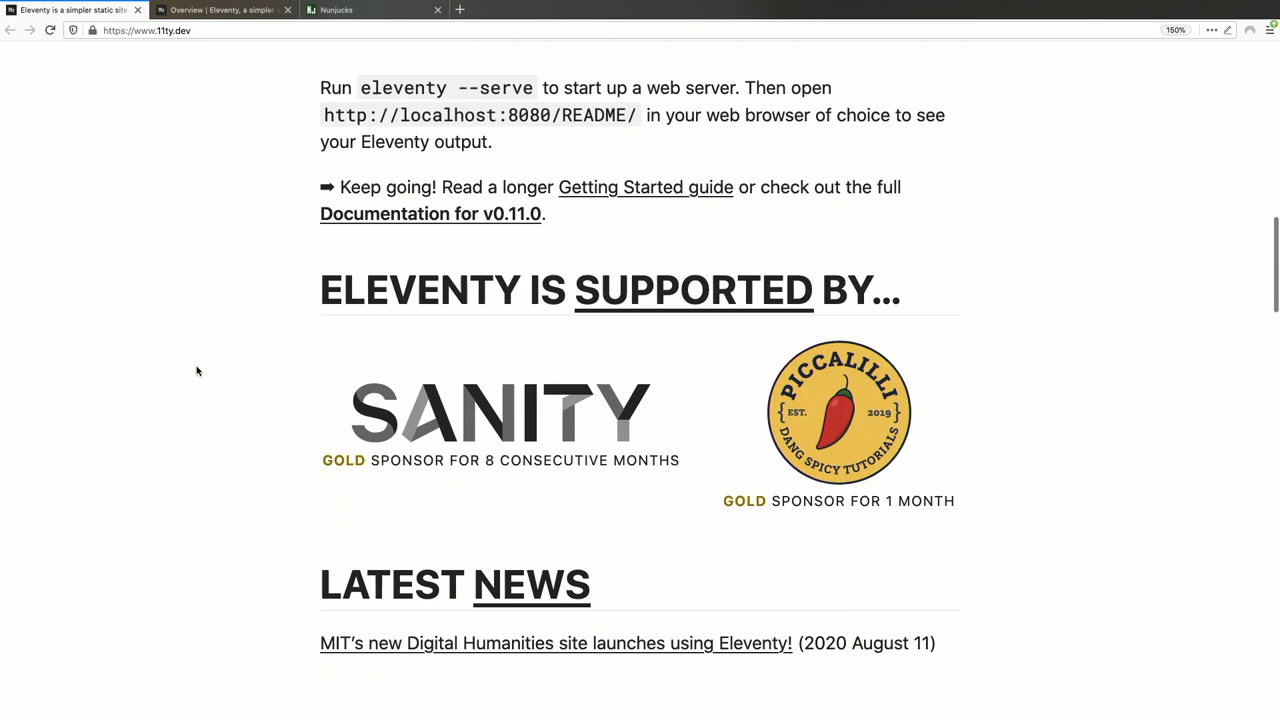 Eleventy is a simpler static site
Overview | Eleventy, a simpler s
Nunjucks
https://www.11ty.dev
150%
Run eleventy --serve to start up a web server. Then open
http://localhost:8080/README/ in your web browser of choice to see
your Eleventy output.
➡ Keep going! Read a longer Getting Started guide or check out the full
Documentation for v0.11.0.
ELEVENTY IS SUPPORTED BY…
SANITY
GOLD SPONSOR FOR 8 CONSECUTIVE MONTHS
PICCALILLI
EST. 2019
DANG SPICY TUTORIALS
GOLD SPONSOR FOR 1 MONTH
LATEST NEWS
MIT’s new Digital Humanities site launches using Eleventy! (2020 August 11)